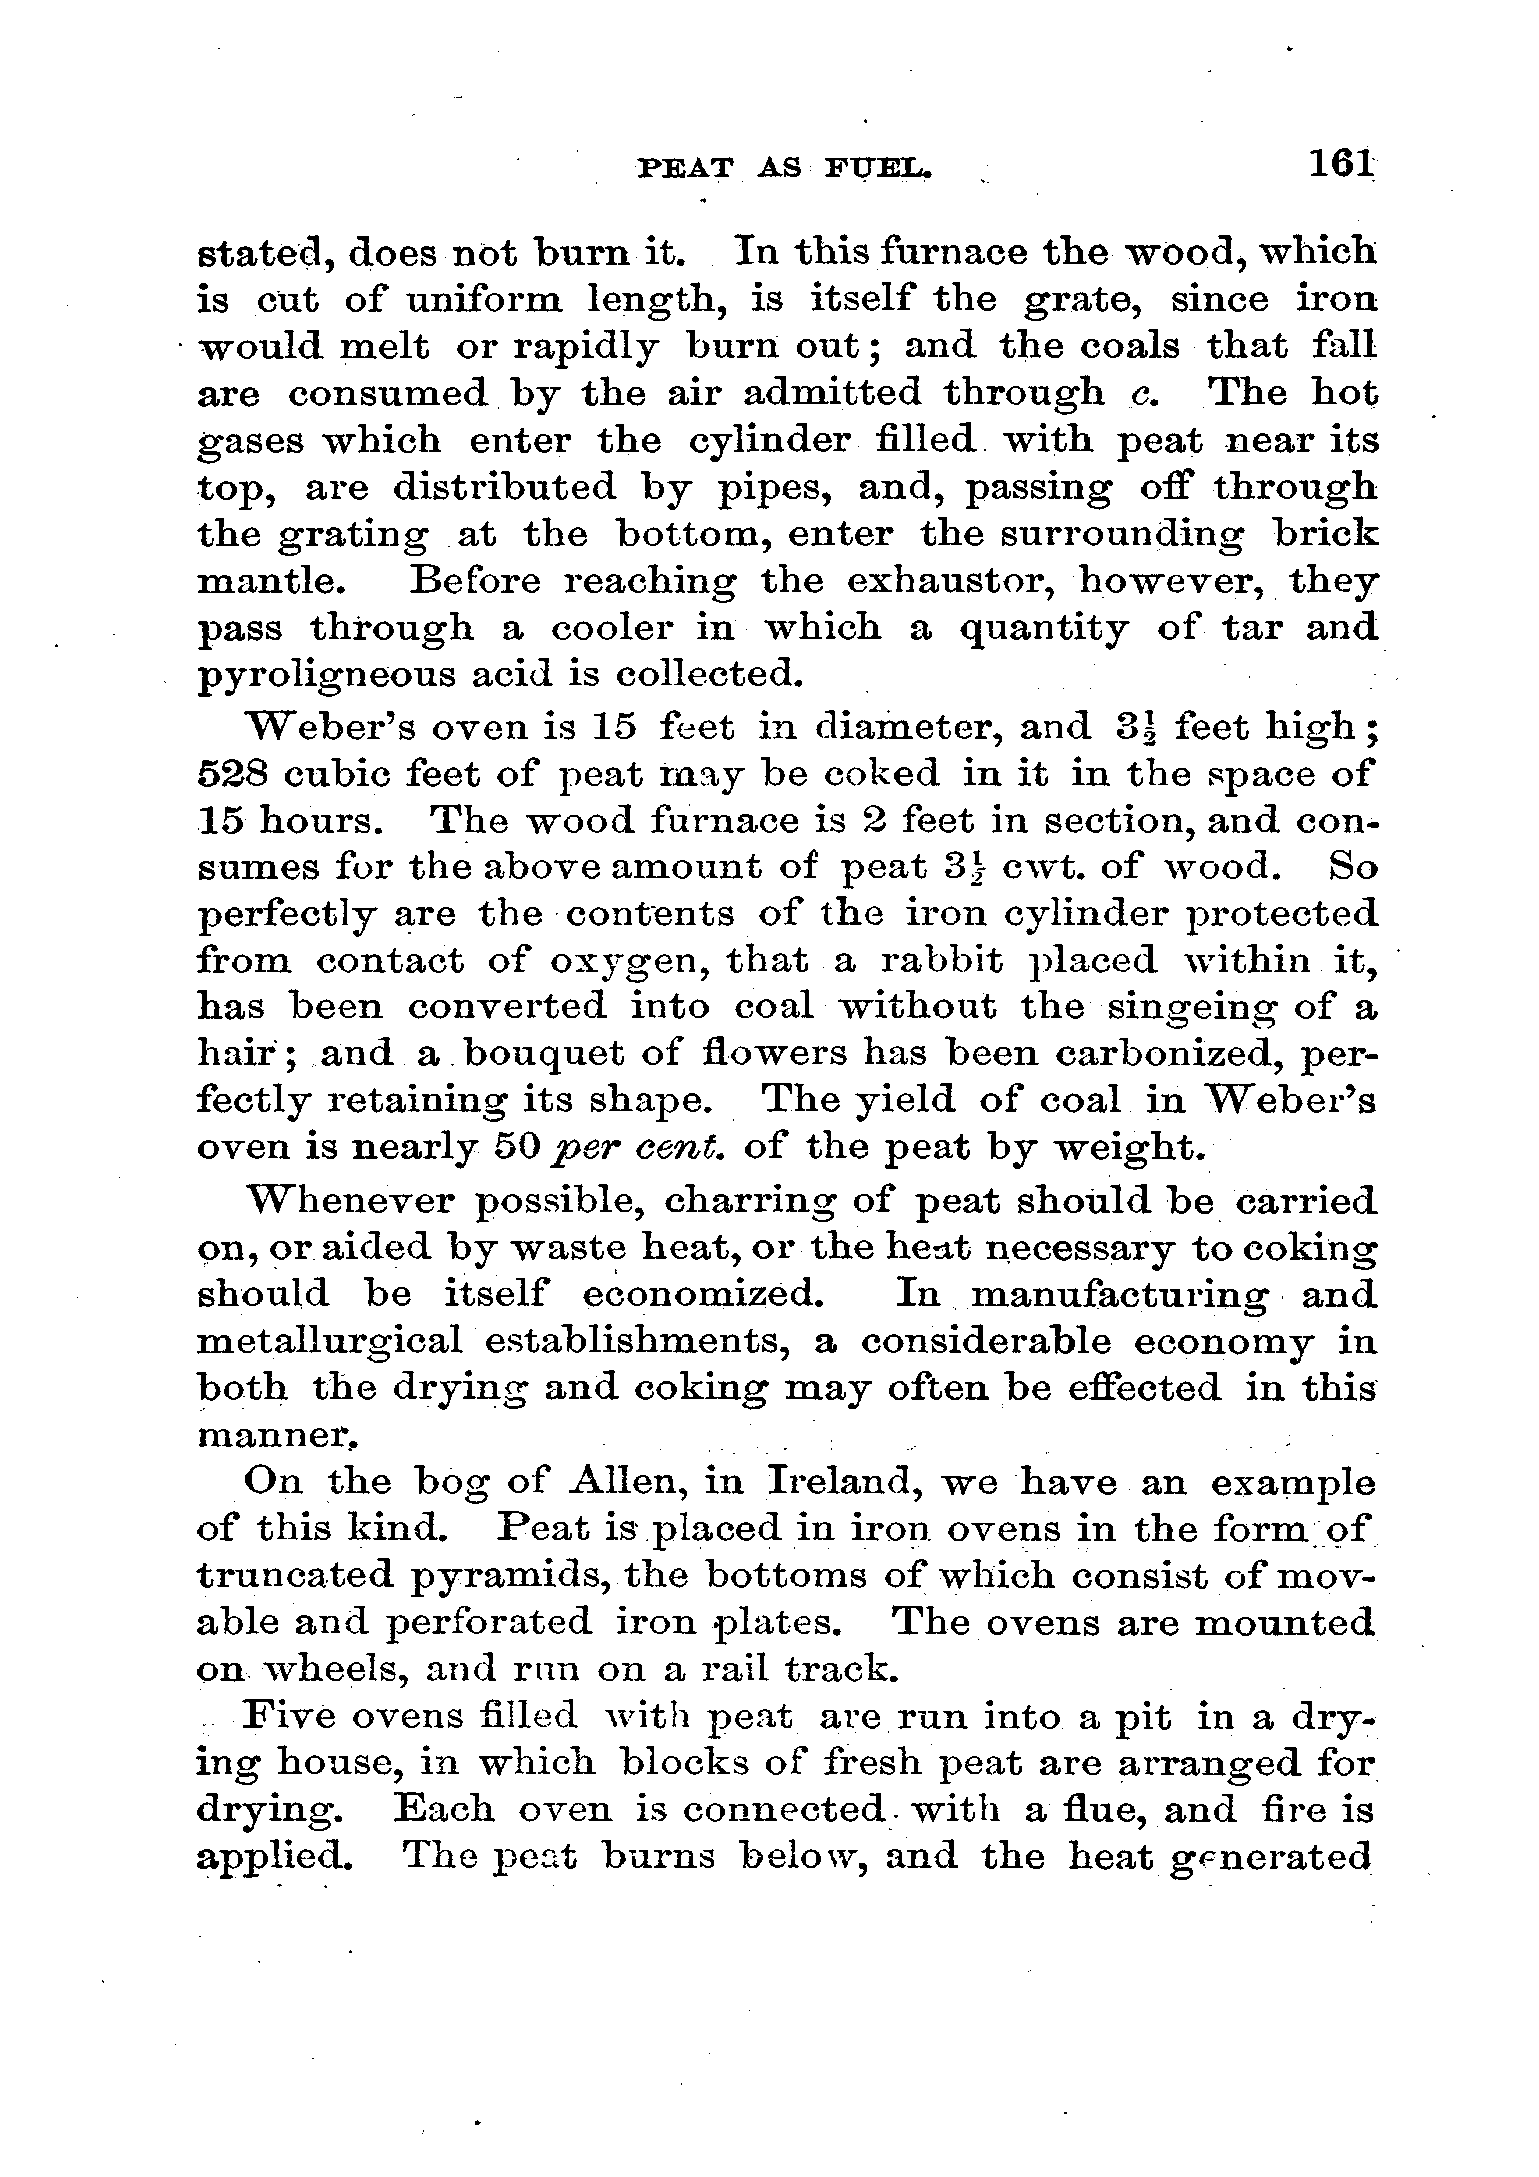 PEAT AS FUEL. 161
stated, does not burn it. In this furnace the wood, which
is cut of uniform length, is itself the grate, since iron
would melt or rapidly burn out; and the coals that fall
are consumed by the air admitted through c. The hot
gases which enter the cylinder filled with peat near its
top, are distributed by pipes, and, passing off through
the grating at the bottom, enter the surrounding brick
mantle. Before reaching the exhaustor, however, they
pass through a cooler in which a quantity of tar and
pyroligneous acid is collected.
Weber's oven is 15 feet in diameter, and 3½ feet high;
528 cubic feet of peat may be coked in it in the space of
15 hours. The wood furnace is 2 feet in section, and con-
sumes for the above amount of peat 3½ cwt. of wood. So
perfectly are the contents of the iron cylinder protected
from contact of oxygen, that a rabbit placed within it,
has been converted into coal without the singeing of a
hair; and a bouquet of flowers has been carbonized, per-
fectly retaining its shape. The yield of coal in Weber's
oven is nearly 50 per cent. of the peat by weight.
Whenever possible, charring of peat should be carried
on, or aided by waste heat, or the heat necessary to coking
should be itself economized. In manufacturing and
metallurgical establishments, a considerable economy in
both the drying and coking may often be effected in this
manner.
On the bog of Allen, in Ireland, we have an example
of this kind. Peat is placed in iron ovens in the form of
truncated pyramids, the bottoms of which consist of mov-
able and perforated iron plates. The ovens are mounted
on wheels, and run on a rail track.
Five ovens filled with peat are run into a pit in a dry-
ing house, in which blocks of fresh peat are arranged for
drying. Each oven is connected with a flue, and fire is
applied. The peat burns below, and the heat generated